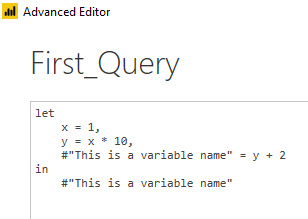 Advanced Editor
First_Query
let
    x = 1,
    y = x * 10,
    #"This is a variable name" = y + 2
in
    #"This is a variable name"